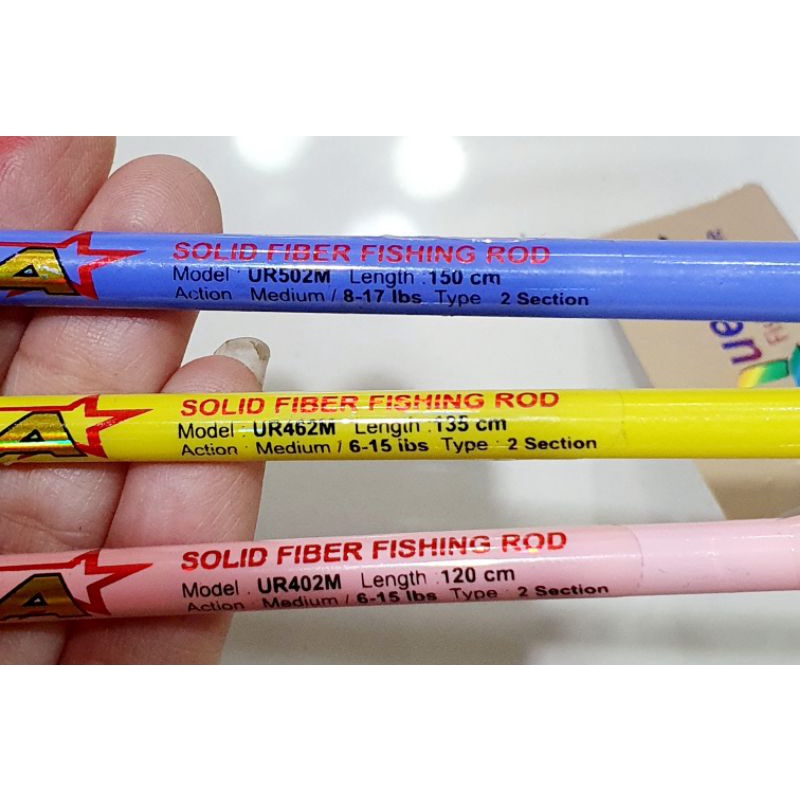 A
SOLID FIBER FISHING ROD
Model : UR502M Length : 150 cm
Action : Medium / 8-17 lbs Type : 2 Section
A
SOLID FIBER FISHING ROD
Model : UR462M Length : 135 cm
Action : Medium / 6-15 lbs Type : 2 Section
A
SOLID FIBER FISHING ROD
Model : UR402M Length : 120 cm
Action : Medium / 6-15 lbs Type : 2 Section
en